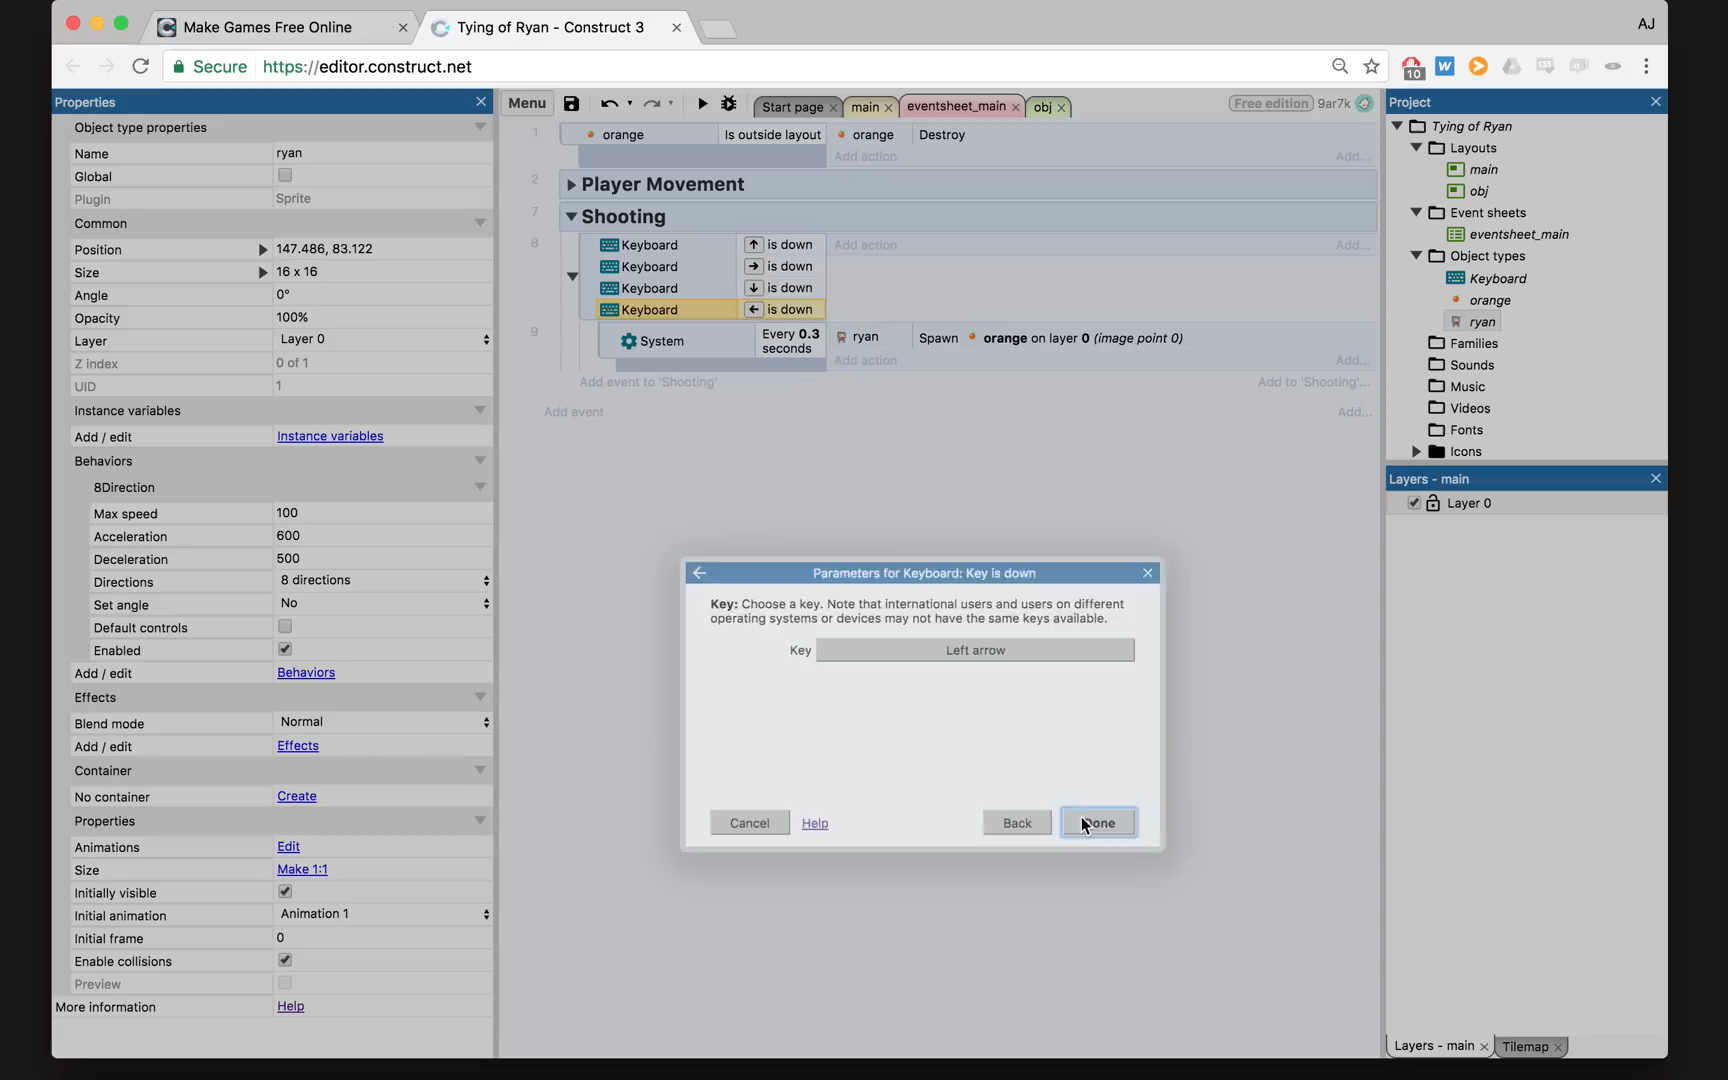 Make Games Free Online
Tying of Ryan - Construct 3
AJ
Secure https://editor.construct.net
10
W
Properties
Object type properties
Name ryan
Global
Plugin Sprite
Common
Position 147.486, 83.122
Size 16 x 16
Angle 0°
Opacity 100%
Layer Layer 0
Z index 0 of 1
UID 1
Instance variables
Add / edit Instance variables
Behaviors
8Direction
Max speed 100
Acceleration 600
Deceleration 500
Directions 8 directions
Set angle No
Default controls
Enabled
Add / edit Behaviors
Effects
Blend mode Normal
Add / edit Effects
Container
No container Create
Properties
Animations Edit
Size Make 1:1
Initially visible
Initial animation Animation 1
Initial frame 0
Enable collisions
Preview
More information Help
Menu
Start page
main
eventsheet_main
obj
Free edition 9ar7k
1 orange Is outside layout orange Destroy
Add action Add...
2 Player Movement
7 Shooting
8 Keyboard ↑ is down Add action Add...
Keyboard → is down
Keyboard ↓ is down
Keyboard ← is down
9 System Every 0.3 seconds ryan Spawn orange on layer 0 (image point 0)
Add action Add...
Add event to 'Shooting' Add to 'Shooting'...
Add event Add...
Parameters for Keyboard: Key is down
Key: Choose a key. Note that international users and users on different
operating systems or devices may not have the same keys available.
Key Left arrow
Cancel Help Back Done
Project
Tying of Ryan
Layouts
main
obj
Event sheets
eventsheet_main
Object types
Keyboard
orange
ryan
Families
Sounds
Music
Videos
Fonts
Icons
Layers - main
Layer 0
Layers - main
Tilemap